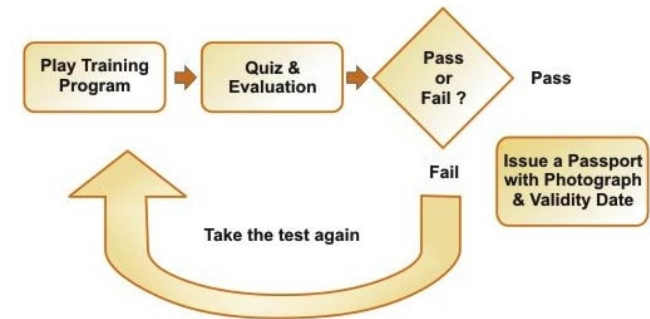 Play Training
Program
Quiz &
Evaluation
Pass
or
Fail ?
Pass
Fail
Issue a Passport
with Photograph
& Validity Date
Take the test again